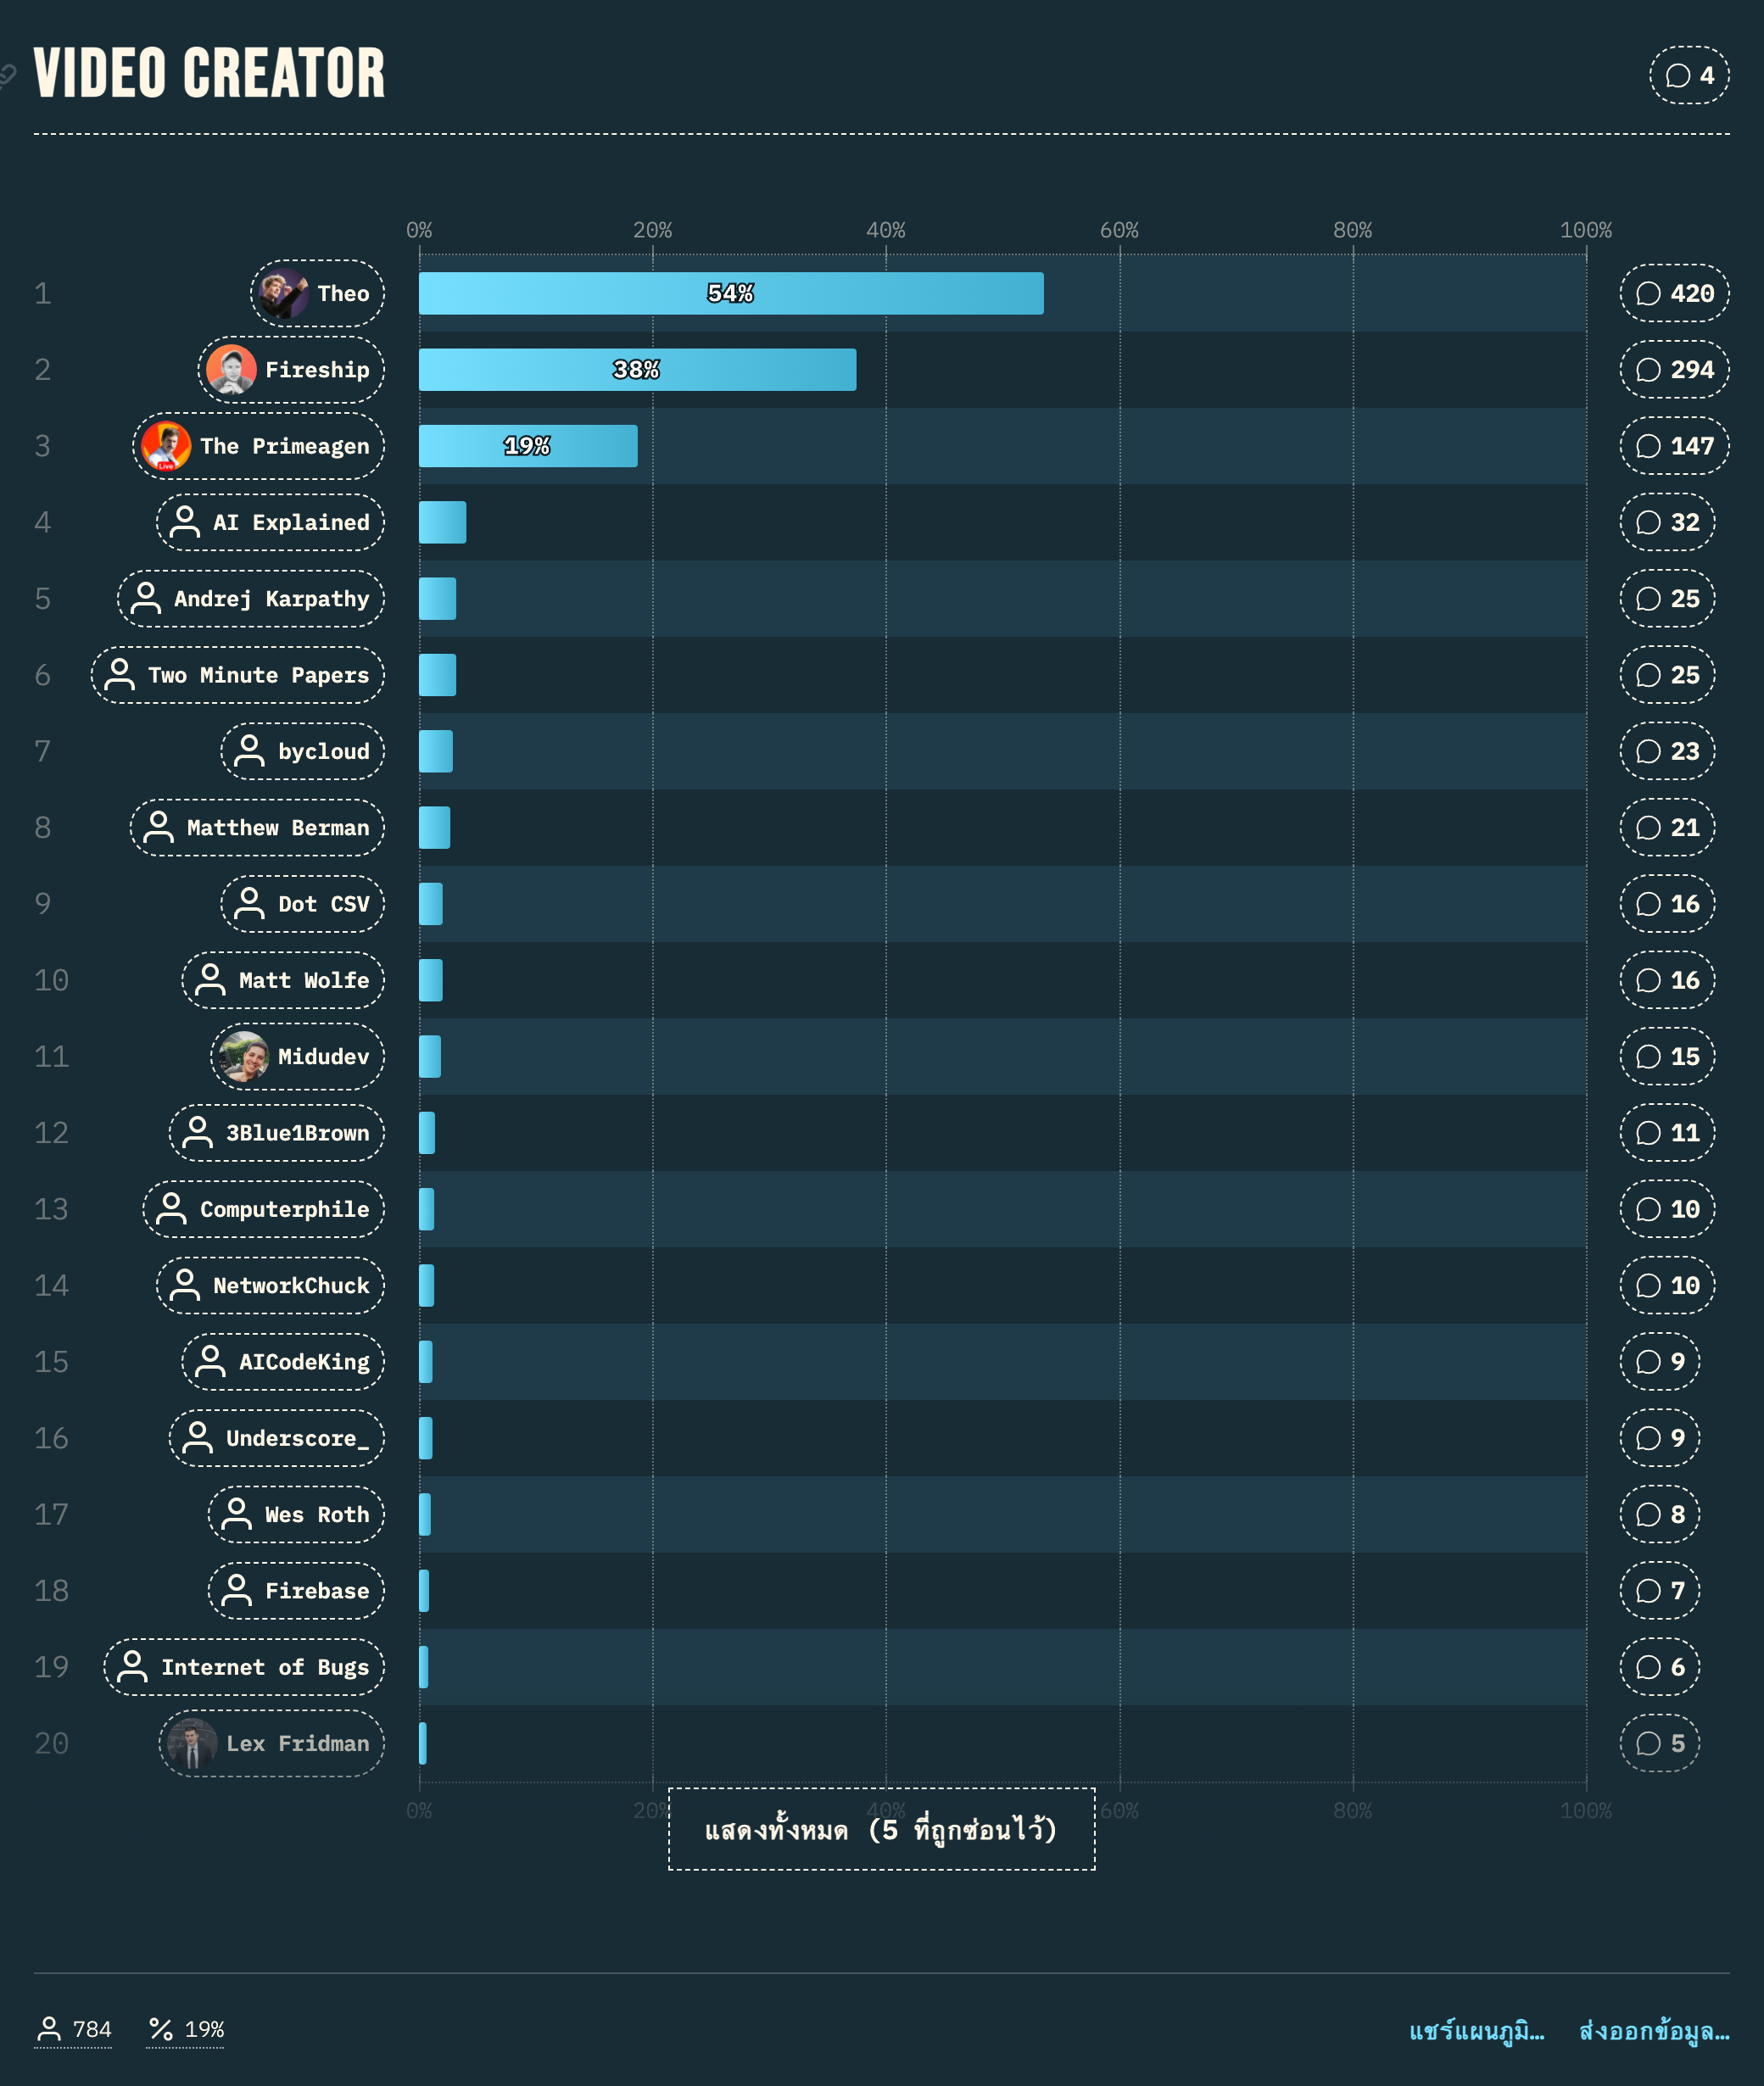 VIDEO CREATOR 4
0% 20% 40% 60% 80% 100%
1 Theo 54% 420
2 Fireship 38% 294
3 Live The Primeagen 19% 147
4 AI Explained 32
5 Andrej Karpathy 25
6 Two Minute Papers 25
7 bycloud 23
8 Matthew Berman 21
9 Dot CSV 16
10 Matt Wolfe 16
11 Midudev 15
12 3Blue1Brown 11
13 Computerphile 10
14 NetworkChuck 10
15 AICodeKing 9
16 Underscore_ 9
17 Wes Roth 8
18 Firebase 7
19 Internet of Bugs 6
20 Lex Fridman 5
0% 20% 40% 60% 80% 100%
แสดงทั้งหมด (5 ที่ถูกซ่อนไว้)
784 19% แชร์แผนภูมิ… ส่งออกข้อมูล…